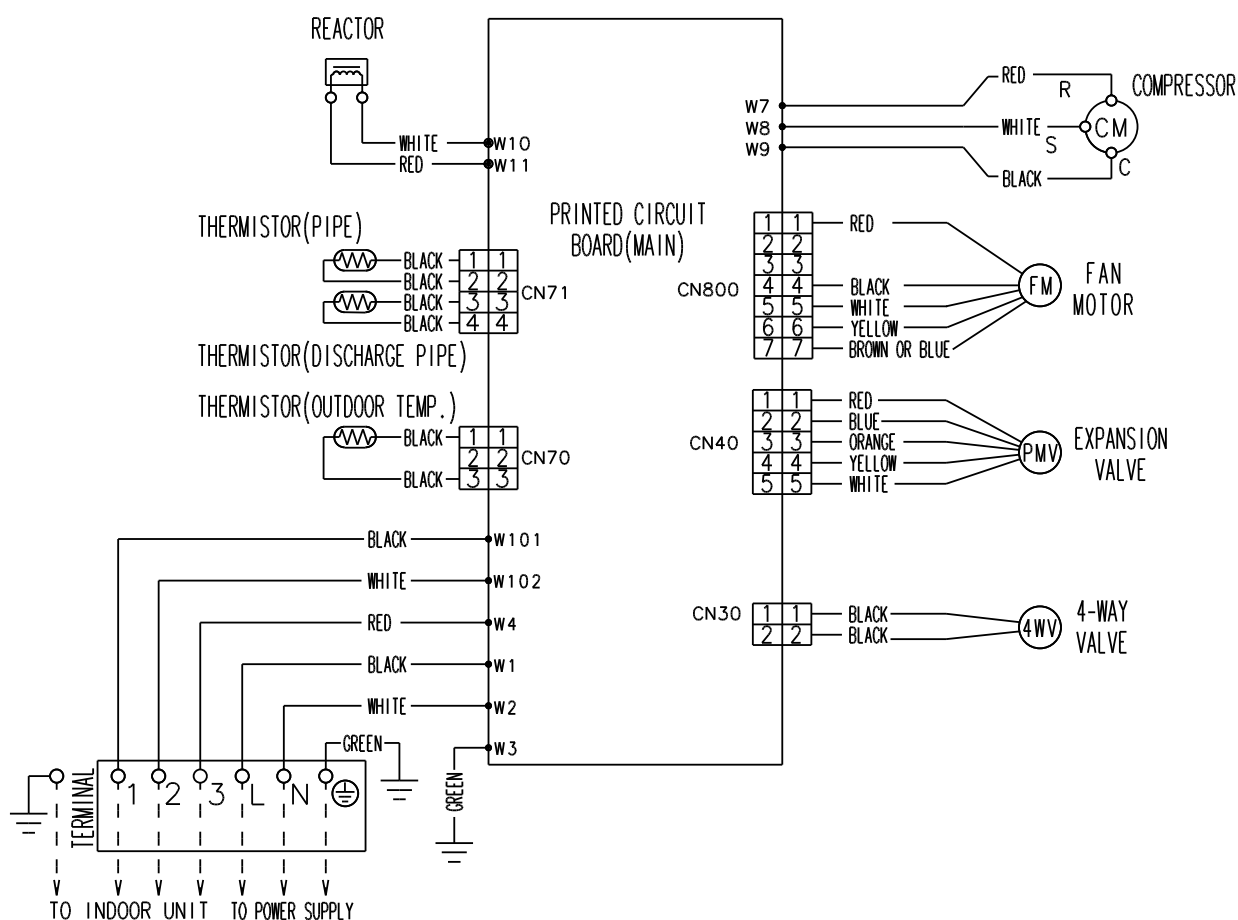 REACTOR
WHITE
RED
W10
W11
THERMISTOR(PIPE)
BLACK 1 1
BLACK 2 2
BLACK 3 3
BLACK 4 4
CN71
THERMISTOR(DISCHARGE PIPE)
THERMISTOR(OUTDOOR TEMP.)
BLACK 1 1
2 2
BLACK 3 3
CN70
BLACK W101
WHITE W102
RED W4
BLACK W1
WHITE W2
GREEN W3
GREEN
TERMINAL
1 2 3 L N
TO INDOOR UNIT TO POWER SUPPLY
PRINTED CIRCUIT
BOARD(MAIN)
W7
W8
W9
RED
R
WHITE
S
BLACK
C
CM
COMPRESSOR
CN800
1 1 RED
2 2
3 3
4 4 BLACK
5 5 WHITE
6 6 YELLOW
7 7 BROWN OR BLUE
FM
FAN
MOTOR
CN40
1 1 RED
2 2 BLUE
3 3 ORANGE
4 4 YELLOW
5 5 WHITE
PMV
EXPANSION
VALVE
CN30
1 1 BLACK
2 2 BLACK
4WV
4-WAY
VALVE